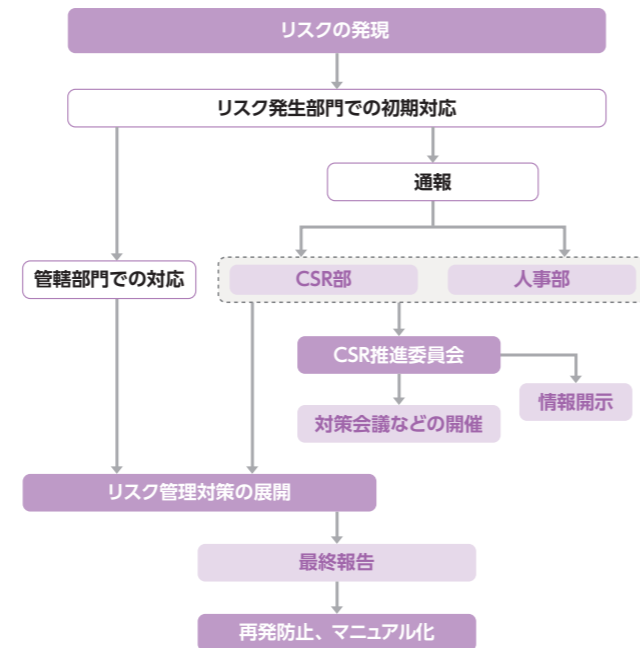 リスクの発現
リスク発生部門での初期対応
通報
管轄部門での対応
CSR部
人事部
CSR推進委員会
情報開示
対策会議などの開催
リスク管理対策の展開
最終報告
再発防止、マニュアル化